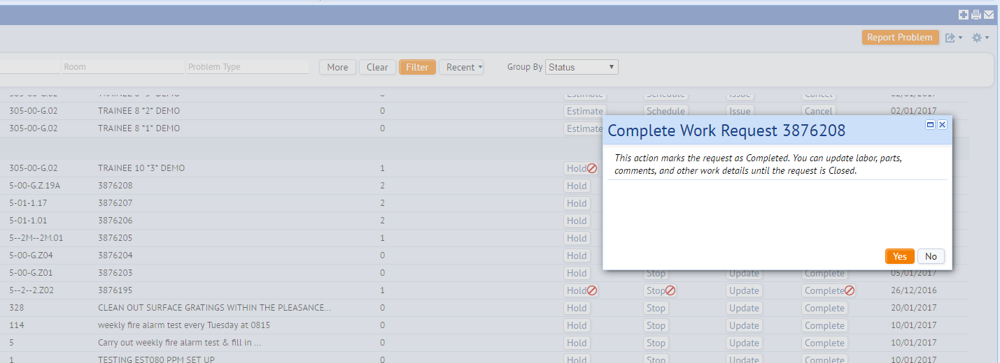 Report Problem
Room Problem Type More Clear Filter Recent Group By Status
305-00-G.02 TRAINEE 8 *3* DEMO 0 Estimate Schedule Issue Cancel 02/01/2017
305-00-G.02 TRAINEE 8 *2* DEMO 0 Estimate Schedule Issue Cancel 02/01/2017
305-00-G.02 TRAINEE 8 *1* DEMO 0 Estimate
Complete Work Request 3876208
This action marks the request as Completed. You can update labor, parts,
comments, and other work details until the request is Closed.
Yes No
305-00-G.02 TRAINEE 10 *3* DEMO 1 Hold
5-00-G.Z.19A 3876208 2 Hold
5-01-1.17 3876207 2 Hold
5-01-1.01 3876206 2 Hold
5--2M--2M.01 3876205 1 Hold
5-00-G.Z04 3876204 0 Hold
5-00-G.Z01 3876203 0 Hold Stop Update Complete 05/01/2017
5--2--2.Z02 3876195 1 Hold Stop Update Complete 26/12/2016
328 CLEAN OUT SURFACE GRATINGS WITHIN THE PLEASANCE... 0 Hold Stop Update Complete 20/01/2017
114 weekly fire alarm test every Tuesday at 0815 0 Hold Stop Update Complete 10/01/2017
5 Carry out weekly fire alarm test & fill in ... 0 Hold Stop Update Complete 10/01/2017
1 TESTING EST080 PPM SET UP 0 Hold Stop Update Complete 10/01/2017